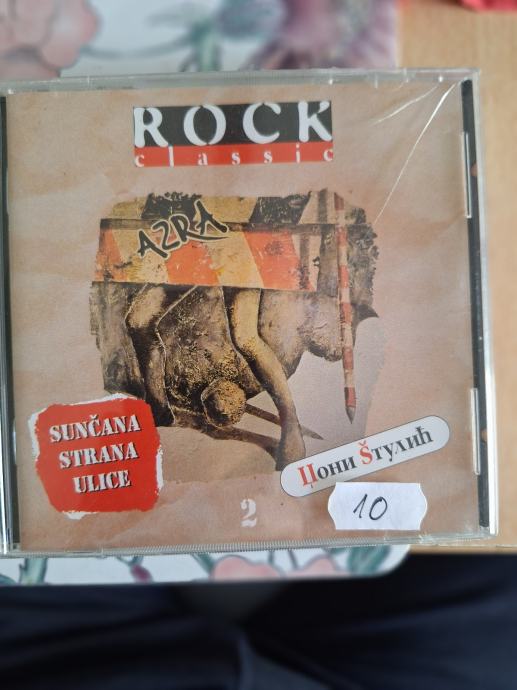 ROCK
classic
AZRA
SUNČANA
STRANA
ULICE
Џони Štулић
2
10